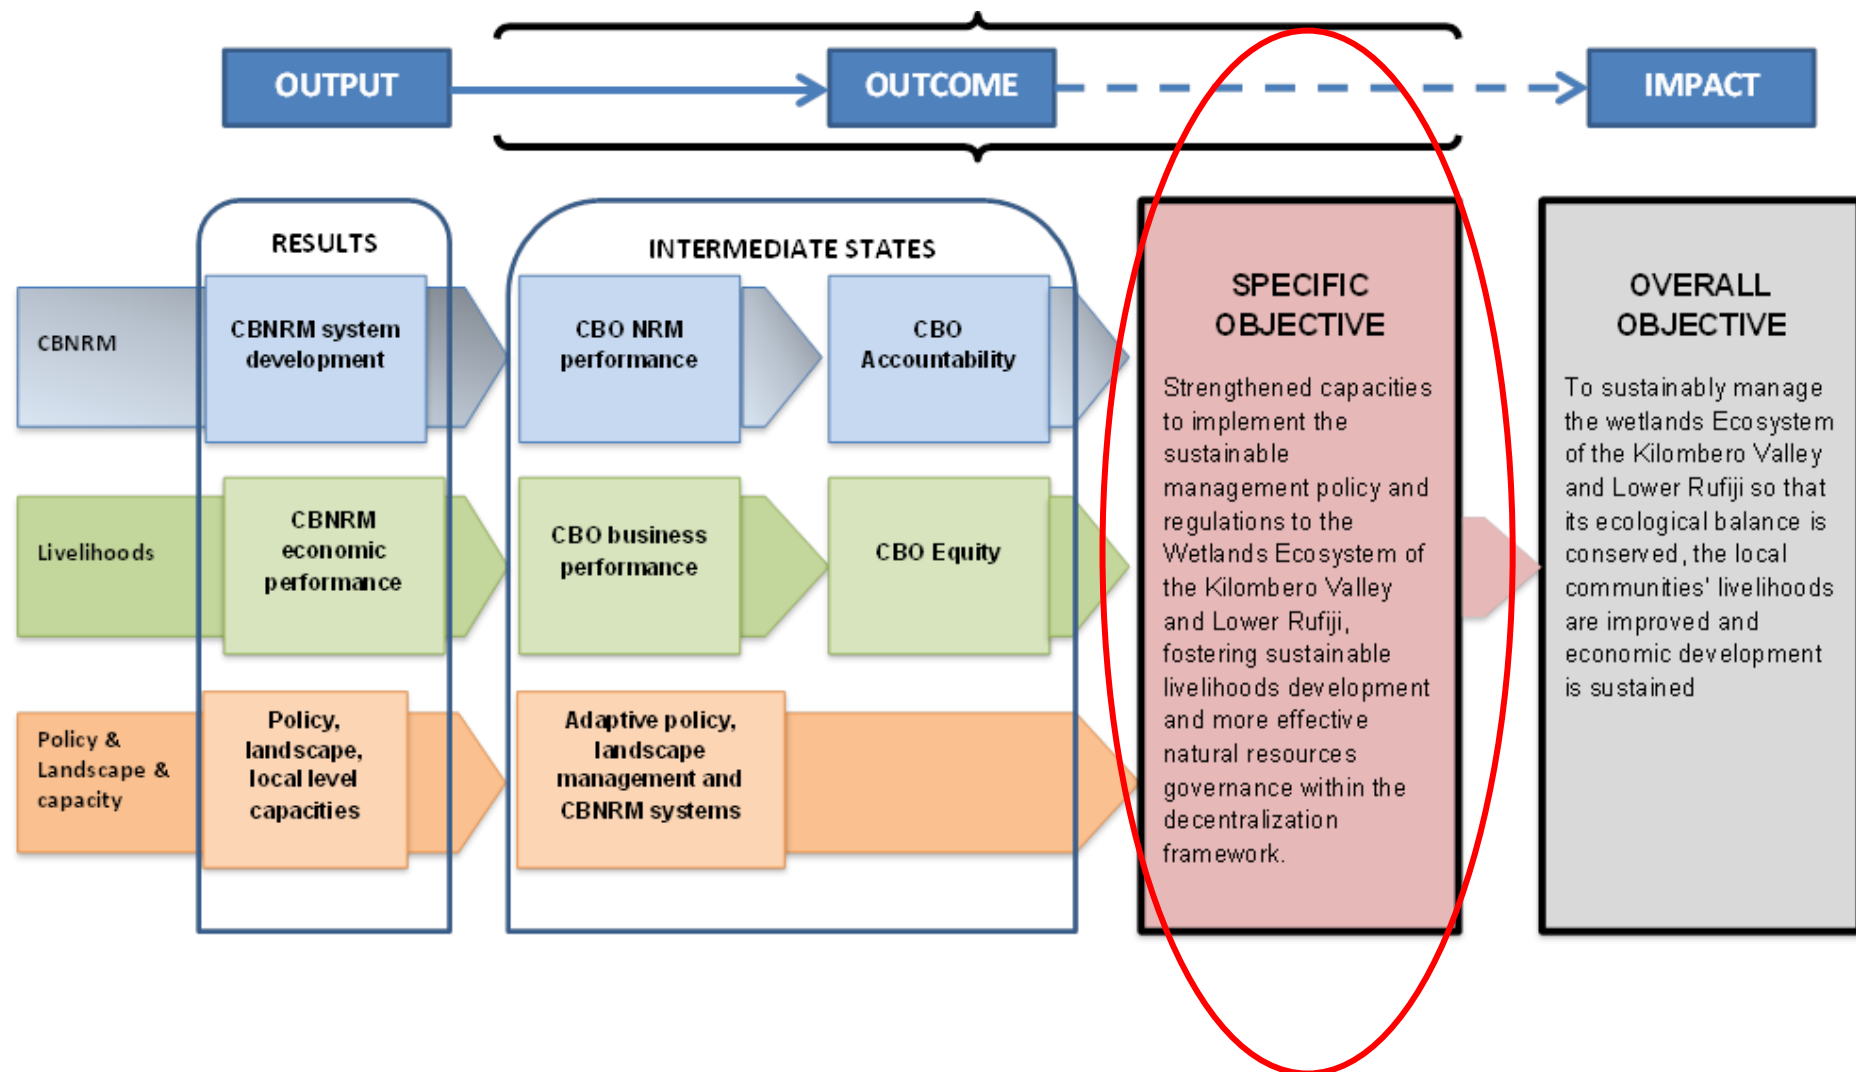 OUTPUT
OUTCOME
IMPACT
RESULTS
INTERMEDIATE STATES
CBNRM
CBNRM system
development
CBO NRM
performance
CBO
Accountability
Livelihoods
CBNRM
economic
performance
CBO business
performance
CBO Equity
Policy &
Landscape &
capacity
Policy,
landscape,
local level
capacities
Adaptive policy,
landscape
management and
CBNRM systems
SPECIFIC
OBJECTIVE
Strengthened capacities
to implement the
sustainable
management policy and
regulations to the
Wetlands Ecosystem of
the Kilombero Valley
and Lower Rufiji,
fostering sustainable
livelihoods development
and more effective
natural resources
governance within the
decentralization
framework.
OVERALL
OBJECTIVE
To sustainably manage
the wetlands Ecosystem
of the Kilombero Valley
and Lower Rufiji so that
its ecological balance is
conserved, the local
communities' livelihoods
are improved and
economic development
is sustained